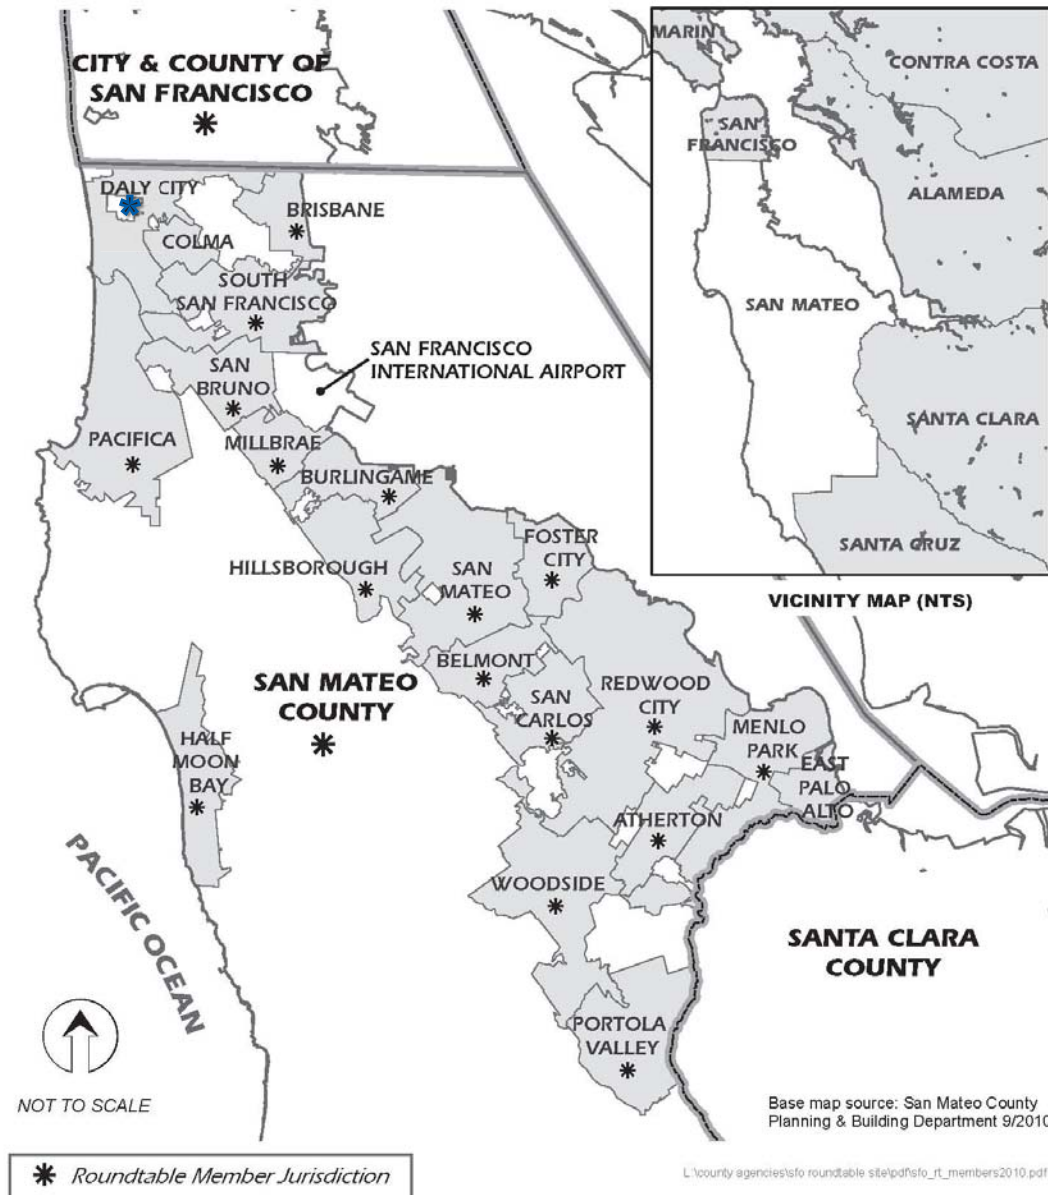 CITY & COUNTY OF
SAN FRANCISCO
DALY CITY
BRISBANE
COLMA
SOUTH
SAN FRANCISCO
SAN FRANCISCO
INTERNATIONAL AIRPORT
SAN
BRUNO
PACIFICA
MILLBRAE
BURLINGAME
HILLSBOROUGH
SAN
MATEO
FOSTER
CITY
BELMONT
SAN
CARLOS
REDWOOD
CITY
MENLO
PARK
EAST
PALO
ALTO
SAN MATEO
COUNTY
HALF
MOON
BAY
ATHERTON
WOODSIDE
PORTOLA
VALLEY
PACIFIC OCEAN
SANTA CLARA
COUNTY
MARIN
CONTRA COSTA
SAN
FRANCISCO
ALAMEDA
SAN MATEO
SANTA CLARA
SANTA CRUZ
VICINITY MAP (NTS)
NOT TO SCALE
Base map source: San Mateo County
Planning & Building Department 9/2010
Roundtable Member Jurisdiction
L:\county agencies\sfo roundtable site\pdf\sfo_rt_members2010.pdf